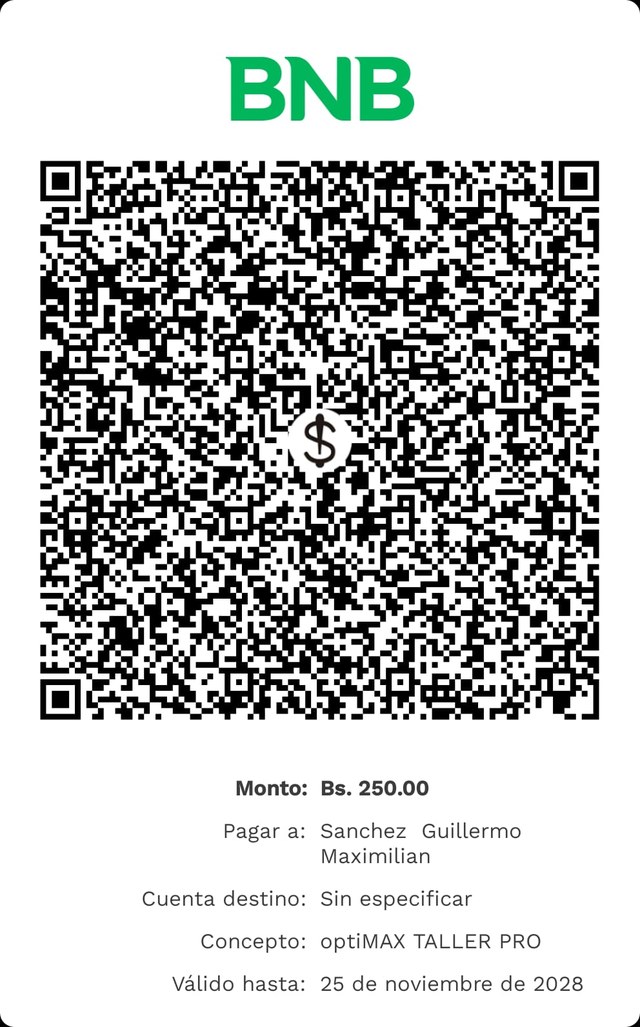 BNB
$
Monto: Bs. 250.00
Pagar a: Sanchez Guillermo
Maximilian
Cuenta destino: Sin especificar
Concepto: optiMAX TALLER PRO
Válido hasta: 25 de noviembre de 2028